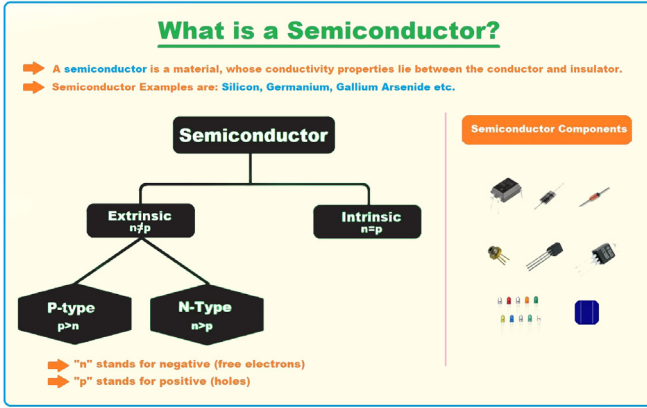 What is a Semiconductor?
A semiconductor is a material, whose conductivity properties lie between the conductor and insulator.
Semiconductor Examples are: Silicon, Germanium, Gallium Arsenide etc.
Semiconductor
Extrinsic
n≠p
Intrinsic
n=p
P-type
p>n
N-Type
n>p
"n" stands for negative (free electrons)
"p" stands for positive (holes)
Semiconductor Components